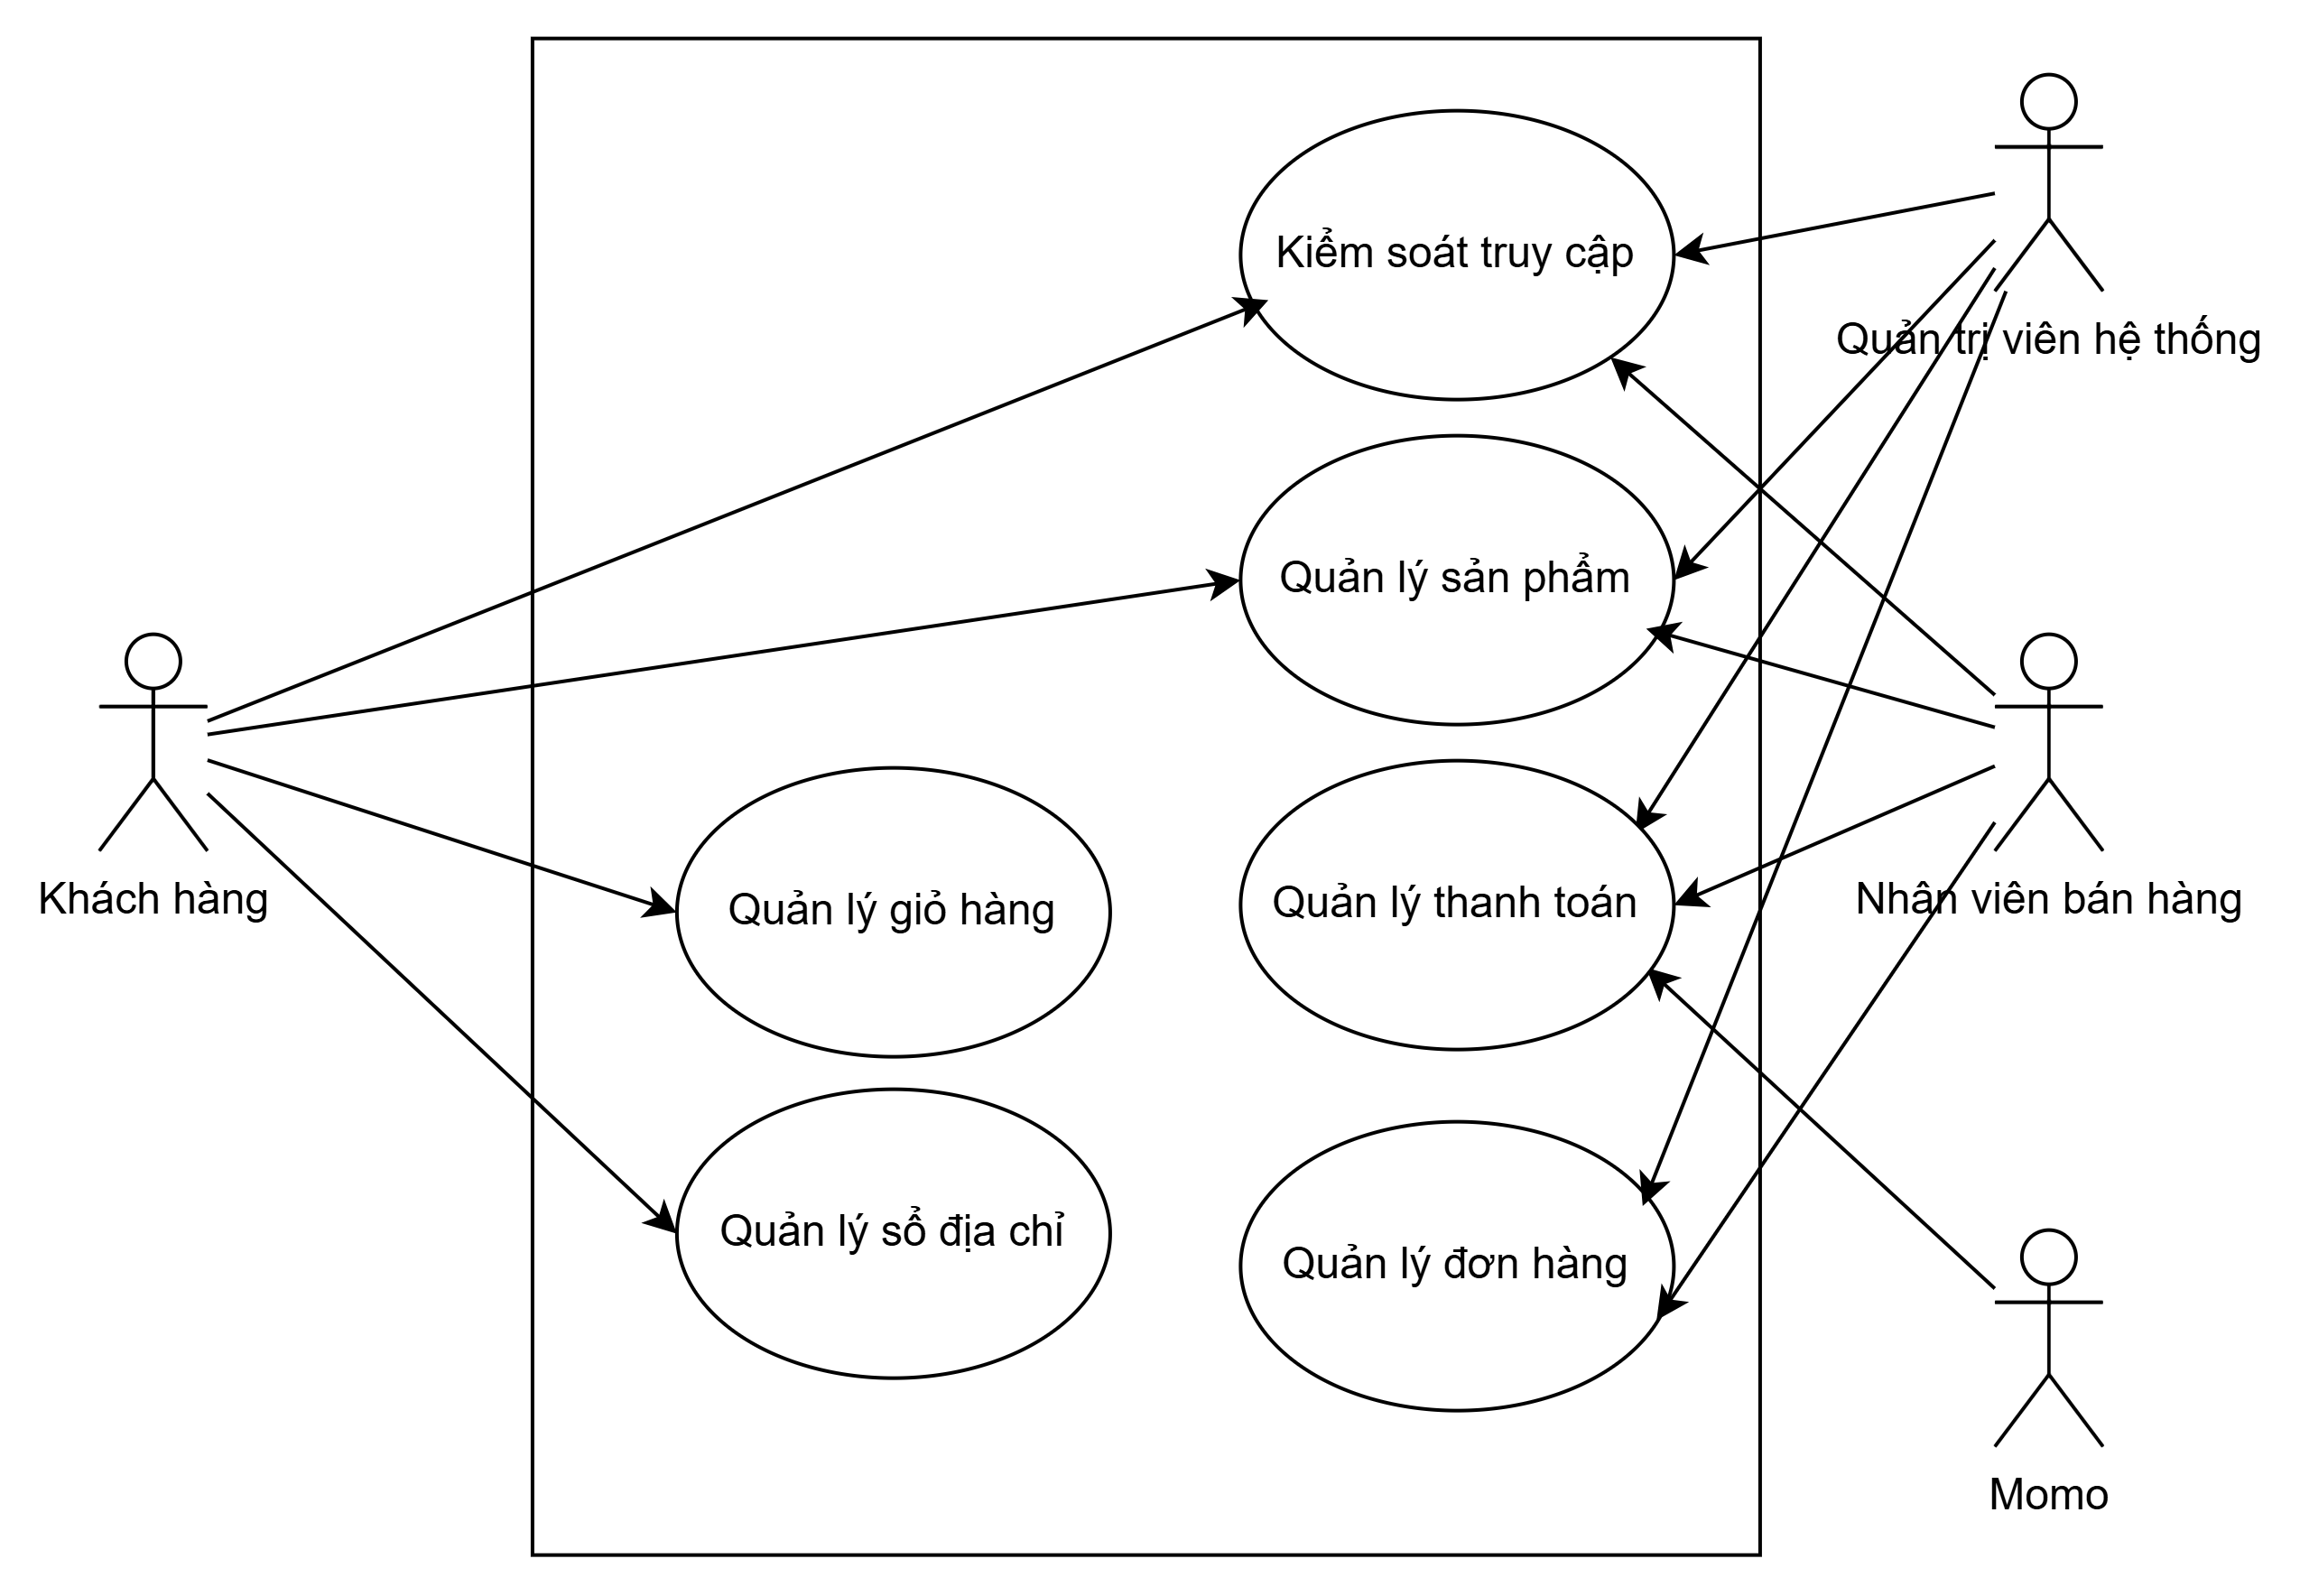 Kiểm soát truy cập
Quản trị viên hệ thống
Quản lý sản phẩm
Khách hàng
Quản lý giỏ hàng
Quản lý thanh toán
Nhân viên bán hàng
Quản lý sổ địa chỉ
Quản lý đơn hàng
Momo